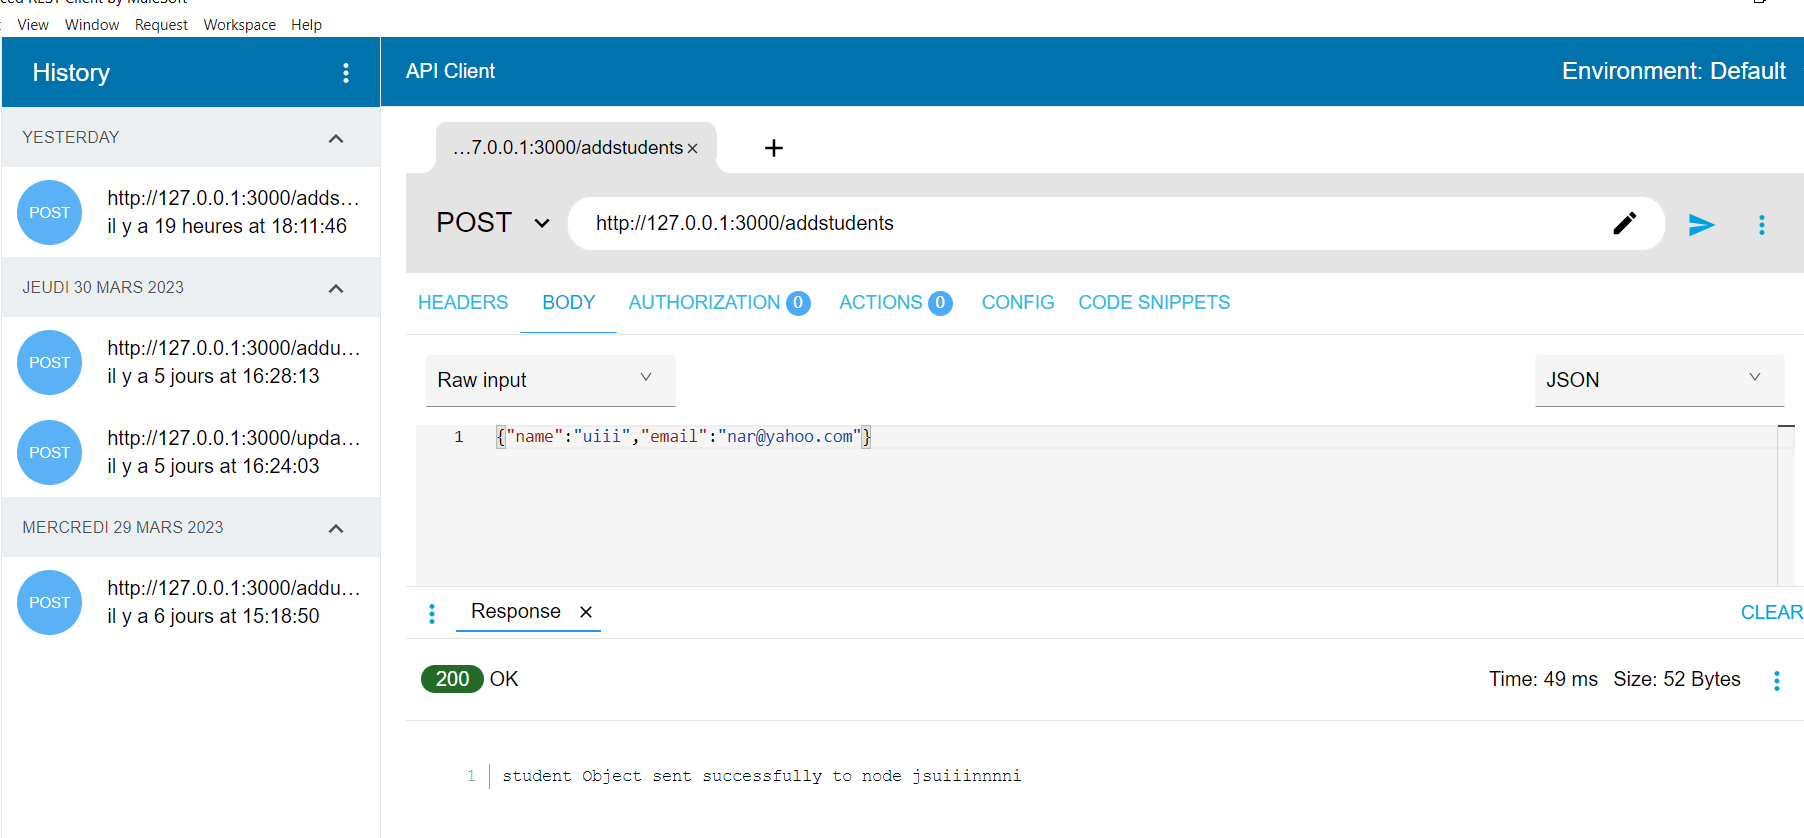 View Window Request Workspace Help
History
API Client
Environment: Default
YESTERDAY
POST
http://127.0.0.1:3000/adds...
il y a 19 heures at 18:11:46
JEUDI 30 MARS 2023
POST
http://127.0.0.1:3000/addu...
il y a 5 jours at 16:28:13
POST
http://127.0.0.1:3000/upda...
il y a 5 jours at 16:24:03
MERCREDI 29 MARS 2023
POST
http://127.0.0.1:3000/addu...
il y a 6 jours at 15:18:50
...7.0.0.1:3000/addstudents
POST
http://127.0.0.1:3000/addstudents
HEADERS BODY AUTHORIZATION 0 ACTIONS 0 CONFIG CODE SNIPPETS
Raw input
JSON
1 {"name":"uiii","email":"nar@yahoo.com"}
Response
CLEAR
200 OK
Time: 49 ms Size: 52 Bytes
1 student Object sent successfully to node jsuiiinnnni